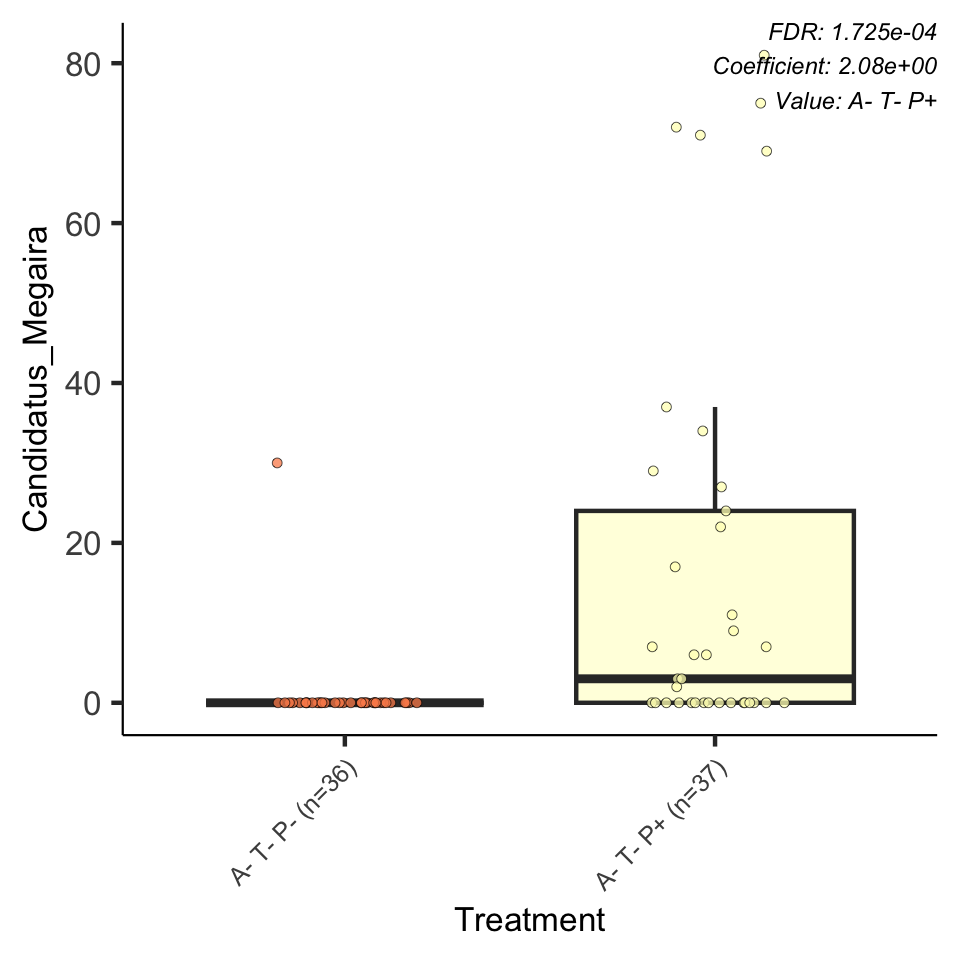 FDR: 1.725e-04
Coefficient: 2.08e+00
Value: A- T- P+
80
60
40
20
0
Candidatus_Megaira
A- T- P- (n=36)
A- T- P+ (n=37)
Treatment